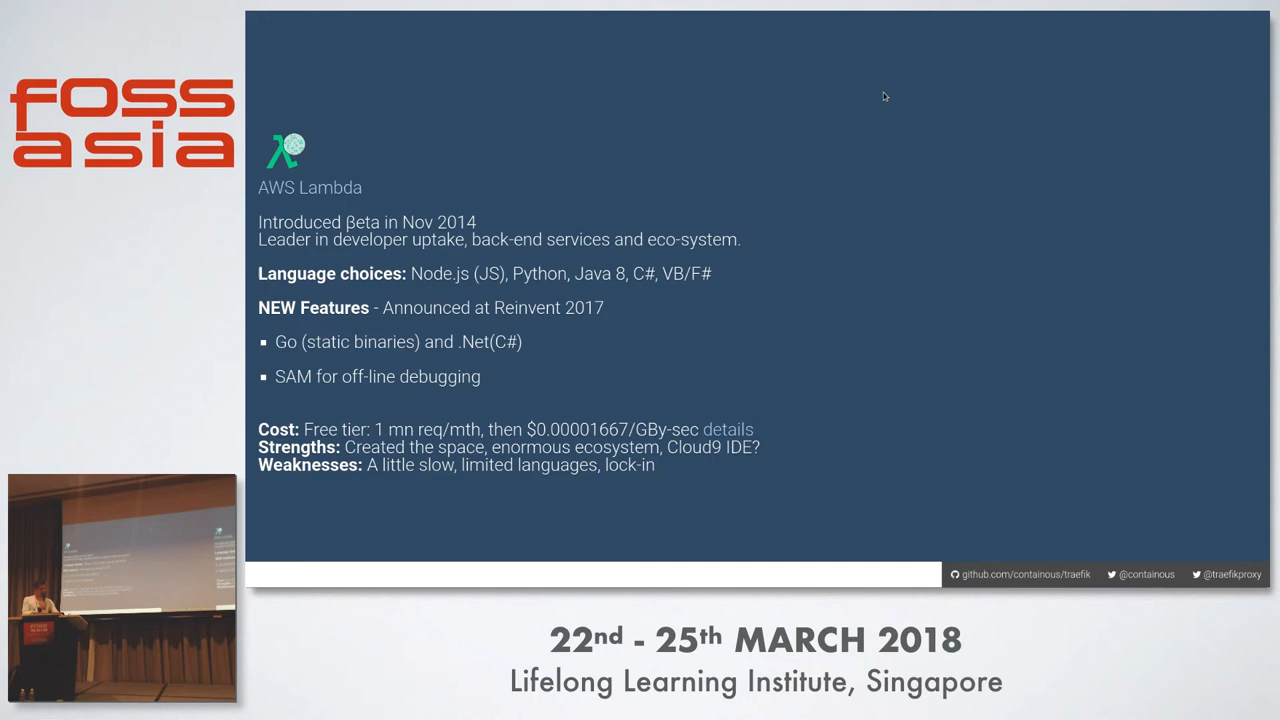 foss
asia
AWS Lambda
Introduced βeta in Nov 2014
Leader in developer uptake, back-end services and eco-system.
Language choices: Node.js (JS), Python, Java 8, C#, VB/F#
NEW Features - Announced at Reinvent 2017
▪ Go (static binaries) and .Net(C#)
▪ SAM for off-line debugging
Cost: Free tier: 1 mn req/mth, then $0.00001667/GBy-sec details
Strengths: Created the space, enormous ecosystem, Cloud9 IDE?
Weaknesses: A little slow, limited languages, lock-in
github.com/containous/traefik @containous @traefikproxy
22nd - 25th MARCH 2018
Lifelong Learning Institute, Singapore